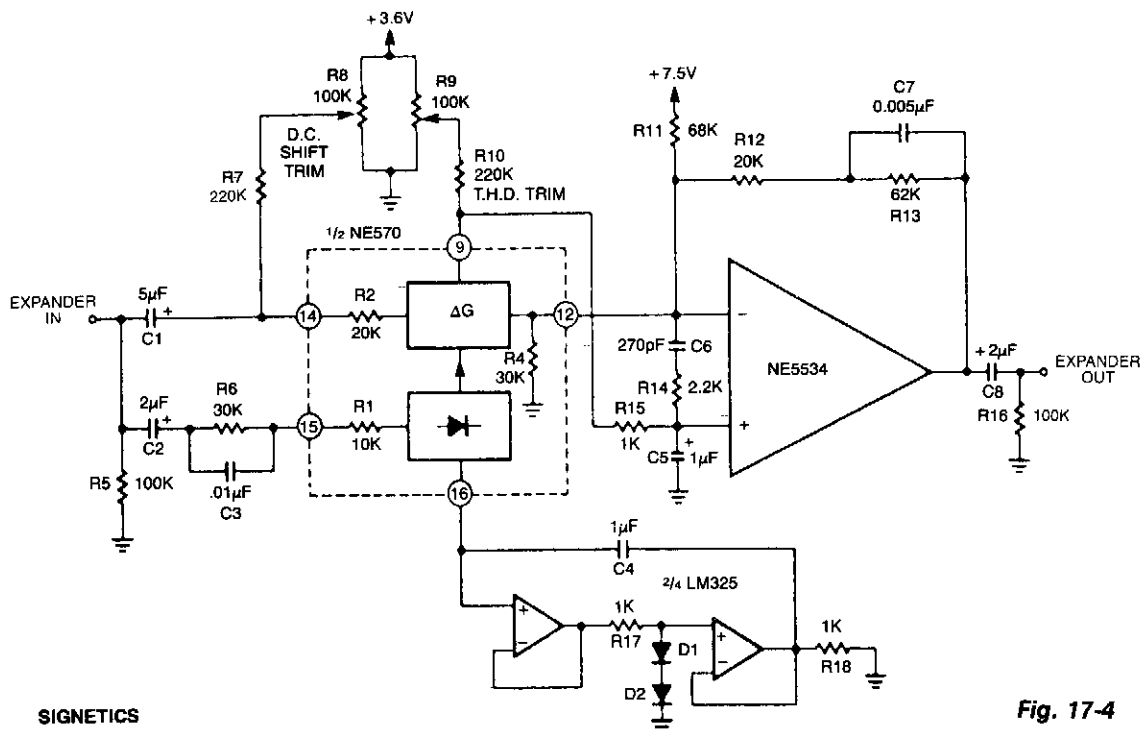 +3.6V
R8
100K
R9
100K
D.C.
SHIFT
TRIM
R7
220K
R10
220K
T.H.D. TRIM
+7.5V
R11
68K
R12
20K
C7
0.005µF
62K
R13
1/2 NE570
9
EXPANDER
IN
5µF
+
C1
14
R2
20K
ΔG
12
R4
30K
270pF
C6
R14
2.2K
−
NE5534
+
+2µF
C8
EXPANDER
OUT
R16
100K
2µF
+
C2
R6
30K
15
R1
10K
R15
1K
+
C5
1µF
R5
100K
.01µF
C3
16
1µF
C4
2/4 LM325
+
−
1K
R17
D1
D2
+
−
1K
R18
SIGNETICS
Fig. 17-4